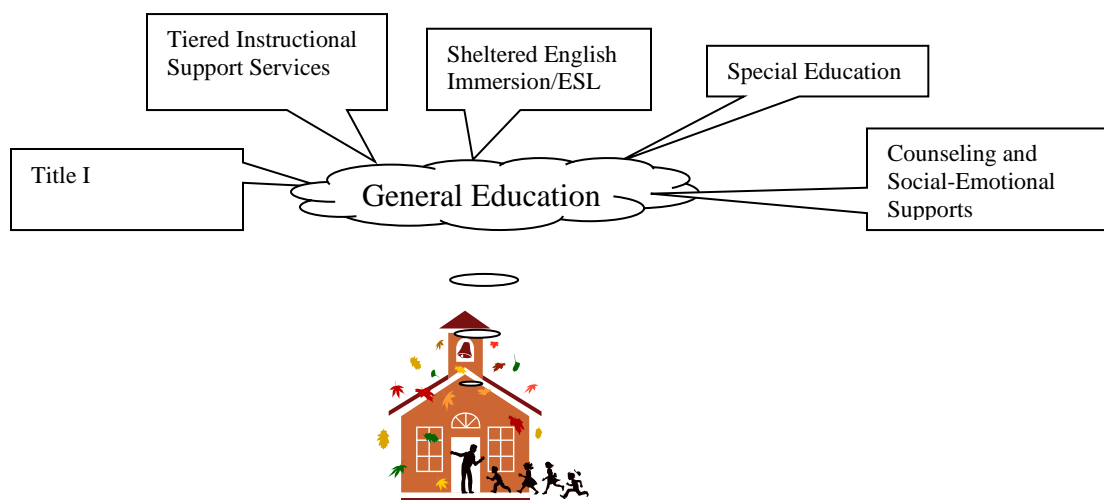 Tiered Instructional
Support Services
Sheltered English
Immersion/ESL
Special Education
Title I
Counseling and
Social-Emotional
Supports
General Education